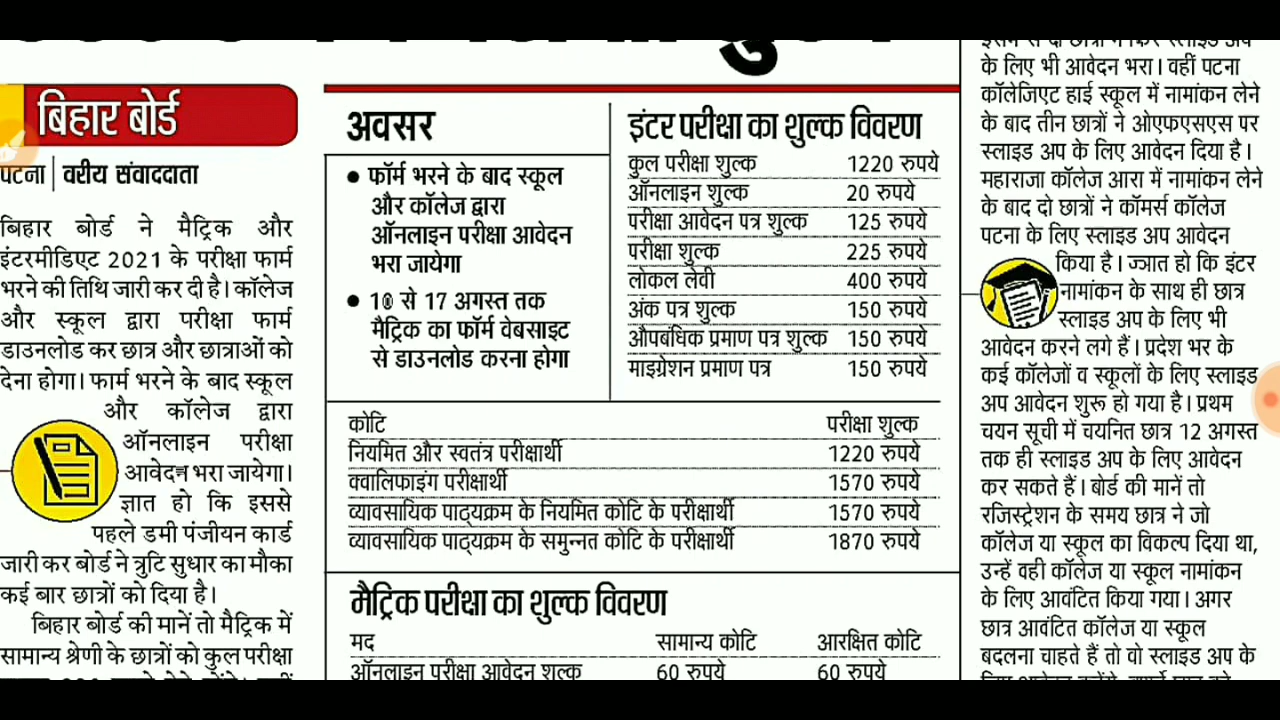 बिहार बोर्ड
पटना | वरीय संवाददाता
बिहार बोर्ड ने मैट्रिक और
इंटरमीडिएट 2021 के परीक्षा फार्म
भरने की तिथि जारी कर दी है। कॉलेज
और स्कूल द्वारा परीक्षा फार्म
डाउनलोड कर छात्र और छात्राओं को
देना होगा। फार्म भरने के बाद स्कूल
और कॉलेज द्वारा
ऑनलाइन परीक्षा
आवेदन भरा जायेगा।
ज्ञात हो कि इससे
पहले डमी पंजीयन कार्ड
जारी कर बोर्ड ने त्रुटि सुधार का मौका
कई बार छात्रों को दिया है।
बिहार बोर्ड की मानें तो मैट्रिक में
सामान्य श्रेणी के छात्रों को कुल परीक्षा
अवसर
● फॉर्म भरने के बाद स्कूल
और कॉलेज द्वारा
ऑनलाइन परीक्षा आवेदन
भरा जायेगा
● 10 से 17 अगस्त तक
मैट्रिक का फॉर्म वेबसाइट
से डाउनलोड करना होगा
इंटर परीक्षा का शुल्क विवरण
कुल परीक्षा शुल्क 1220 रुपये
ऑनलाइन शुल्क 20 रुपये
परीक्षा आवेदन पत्र शुल्क 125 रुपये
परीक्षा शुल्क 225 रुपये
लोकल लेवी 400 रुपये
अंक पत्र शुल्क 150 रुपये
औपबंधिक प्रमाण पत्र शुल्क 150 रुपये
माइग्रेशन प्रमाण पत्र 150 रुपये
कोटि परीक्षा शुल्क
नियमित और स्वतंत्र परीक्षार्थी 1220 रुपये
क्वालिफाइंग परीक्षार्थी 1570 रुपये
व्यावसायिक पाठ्यक्रम के नियमित कोटि के परीक्षार्थी 1570 रुपये
व्यावसायिक पाठ्यक्रम के समुन्नत कोटि के परीक्षार्थी 1870 रुपये
मैट्रिक परीक्षा का शुल्क विवरण
मद सामान्य कोटि आरक्षित कोटि
ऑनलाइन परीक्षा आवेदन शुल्क 60 रुपये 60 रुपये
के लिए भी आवेदन भरा। वहीं पटना
कॉलेजिएट हाई स्कूल में नामांकन लेने
के बाद तीन छात्रों ने ओएफएसएस पर
स्लाइड अप के लिए आवेदन दिया है।
महाराजा कॉलेज आरा में नामांकन लेने
के बाद दो छात्रों ने कॉमर्स कॉलेज
पटना के लिए स्लाइड अप आवेदन
किया है। ज्ञात हो कि इंटर
नामांकन के साथ ही छात्र
स्लाइड अप के लिए भी
आवेदन करने लगे हैं। प्रदेश भर के
कई कॉलेजों व स्कूलों के लिए स्लाइड
अप आवेदन शुरू हो गया है। प्रथम
चयन सूची में चयनित छात्र 12 अगस्त
तक ही स्लाइड अप के लिए आवेदन
कर सकते हैं। बोर्ड की मानें तो
रजिस्ट्रेशन के समय छात्र ने जो
कॉलेज या स्कूल का विकल्प दिया था,
उन्हें वही कॉलेज या स्कूल नामांकन
के लिए आवंटित किया गया। अगर
छात्र आवंटित कॉलेज या स्कूल
बदलना चाहते हैं तो वो स्लाइड अप के